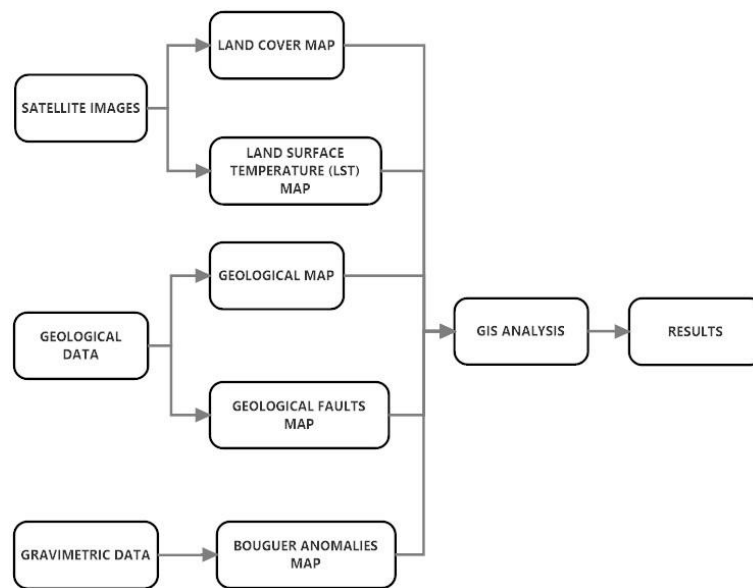 LAND COVER MAP
SATELLITE IMAGES
LAND SURFACE
TEMPERATURE (LST)
MAP
GEOLOGICAL MAP
GEOLOGICAL
DATA
GIS ANALYSIS
RESULTS
GEOLOGICAL FAULTS
MAP
GRAVIMETRIC DATA
BOUGUER ANOMALIES
MAP